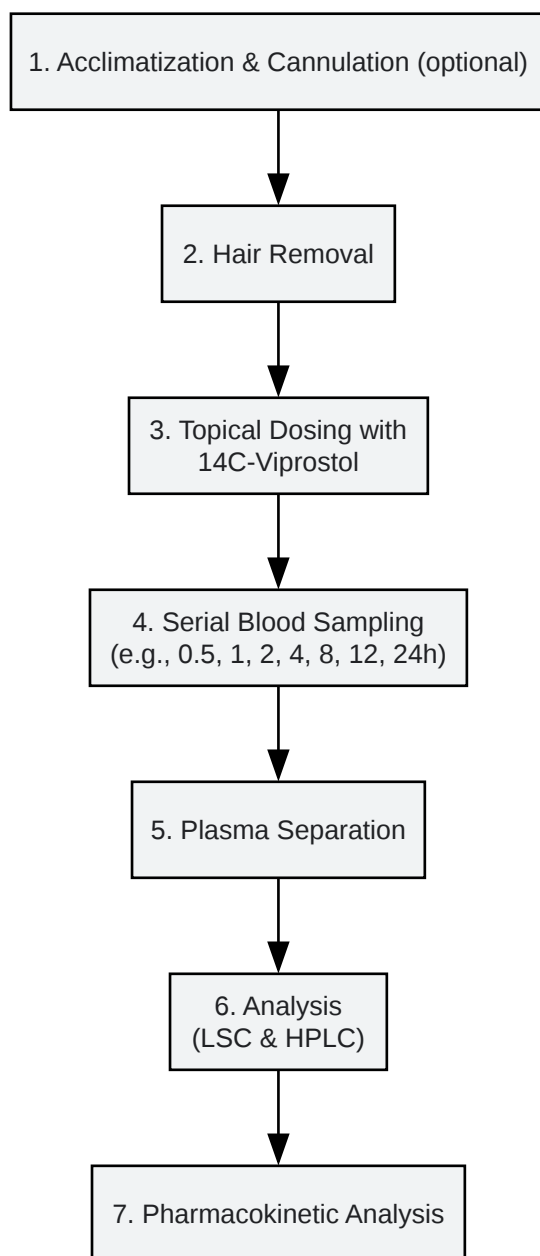 1. Acclimatization & Cannulation (optional)
2. Hair Removal
3. Topical Dosing with
14C-Viprostol
4. Serial Blood Sampling
(e.g., 0.5, 1, 2, 4, 8, 12, 24h)
5. Plasma Separation
6. Analysis
(LSC & HPLC)
7. Pharmacokinetic Analysis